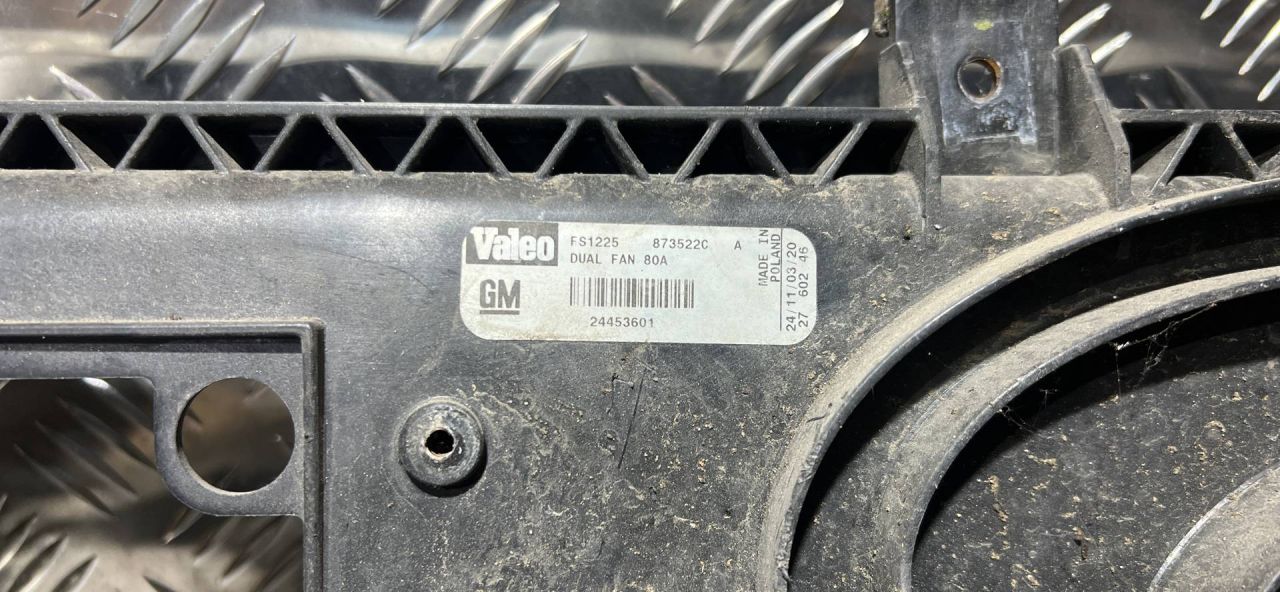 Valeo
FS1225 873522C A
DUAL FAN 80A
GM
24453601
MADE IN
POLAND
24/11/03/20
27 602 46